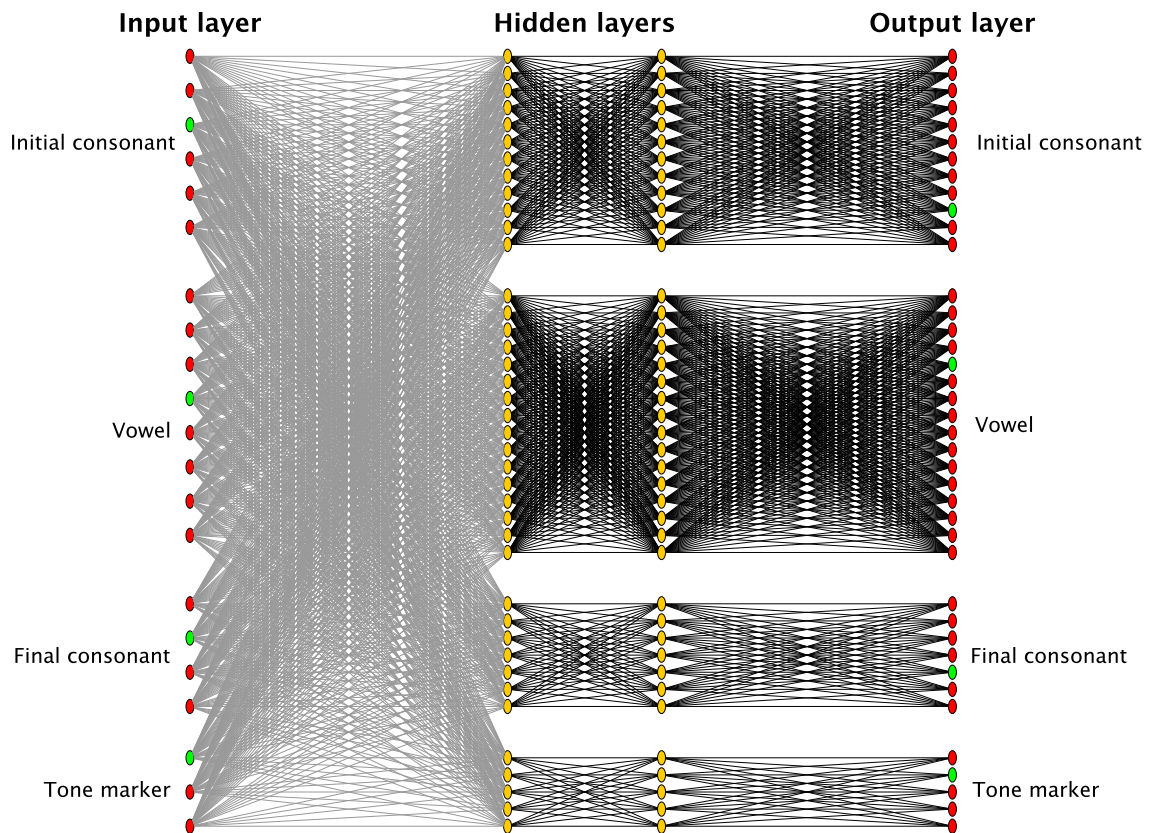 Input layer
Hidden layers
Output layer
Initial consonant
Initial consonant
Vowel
Vowel
Final consonant
Final consonant
Tone marker
Tone marker